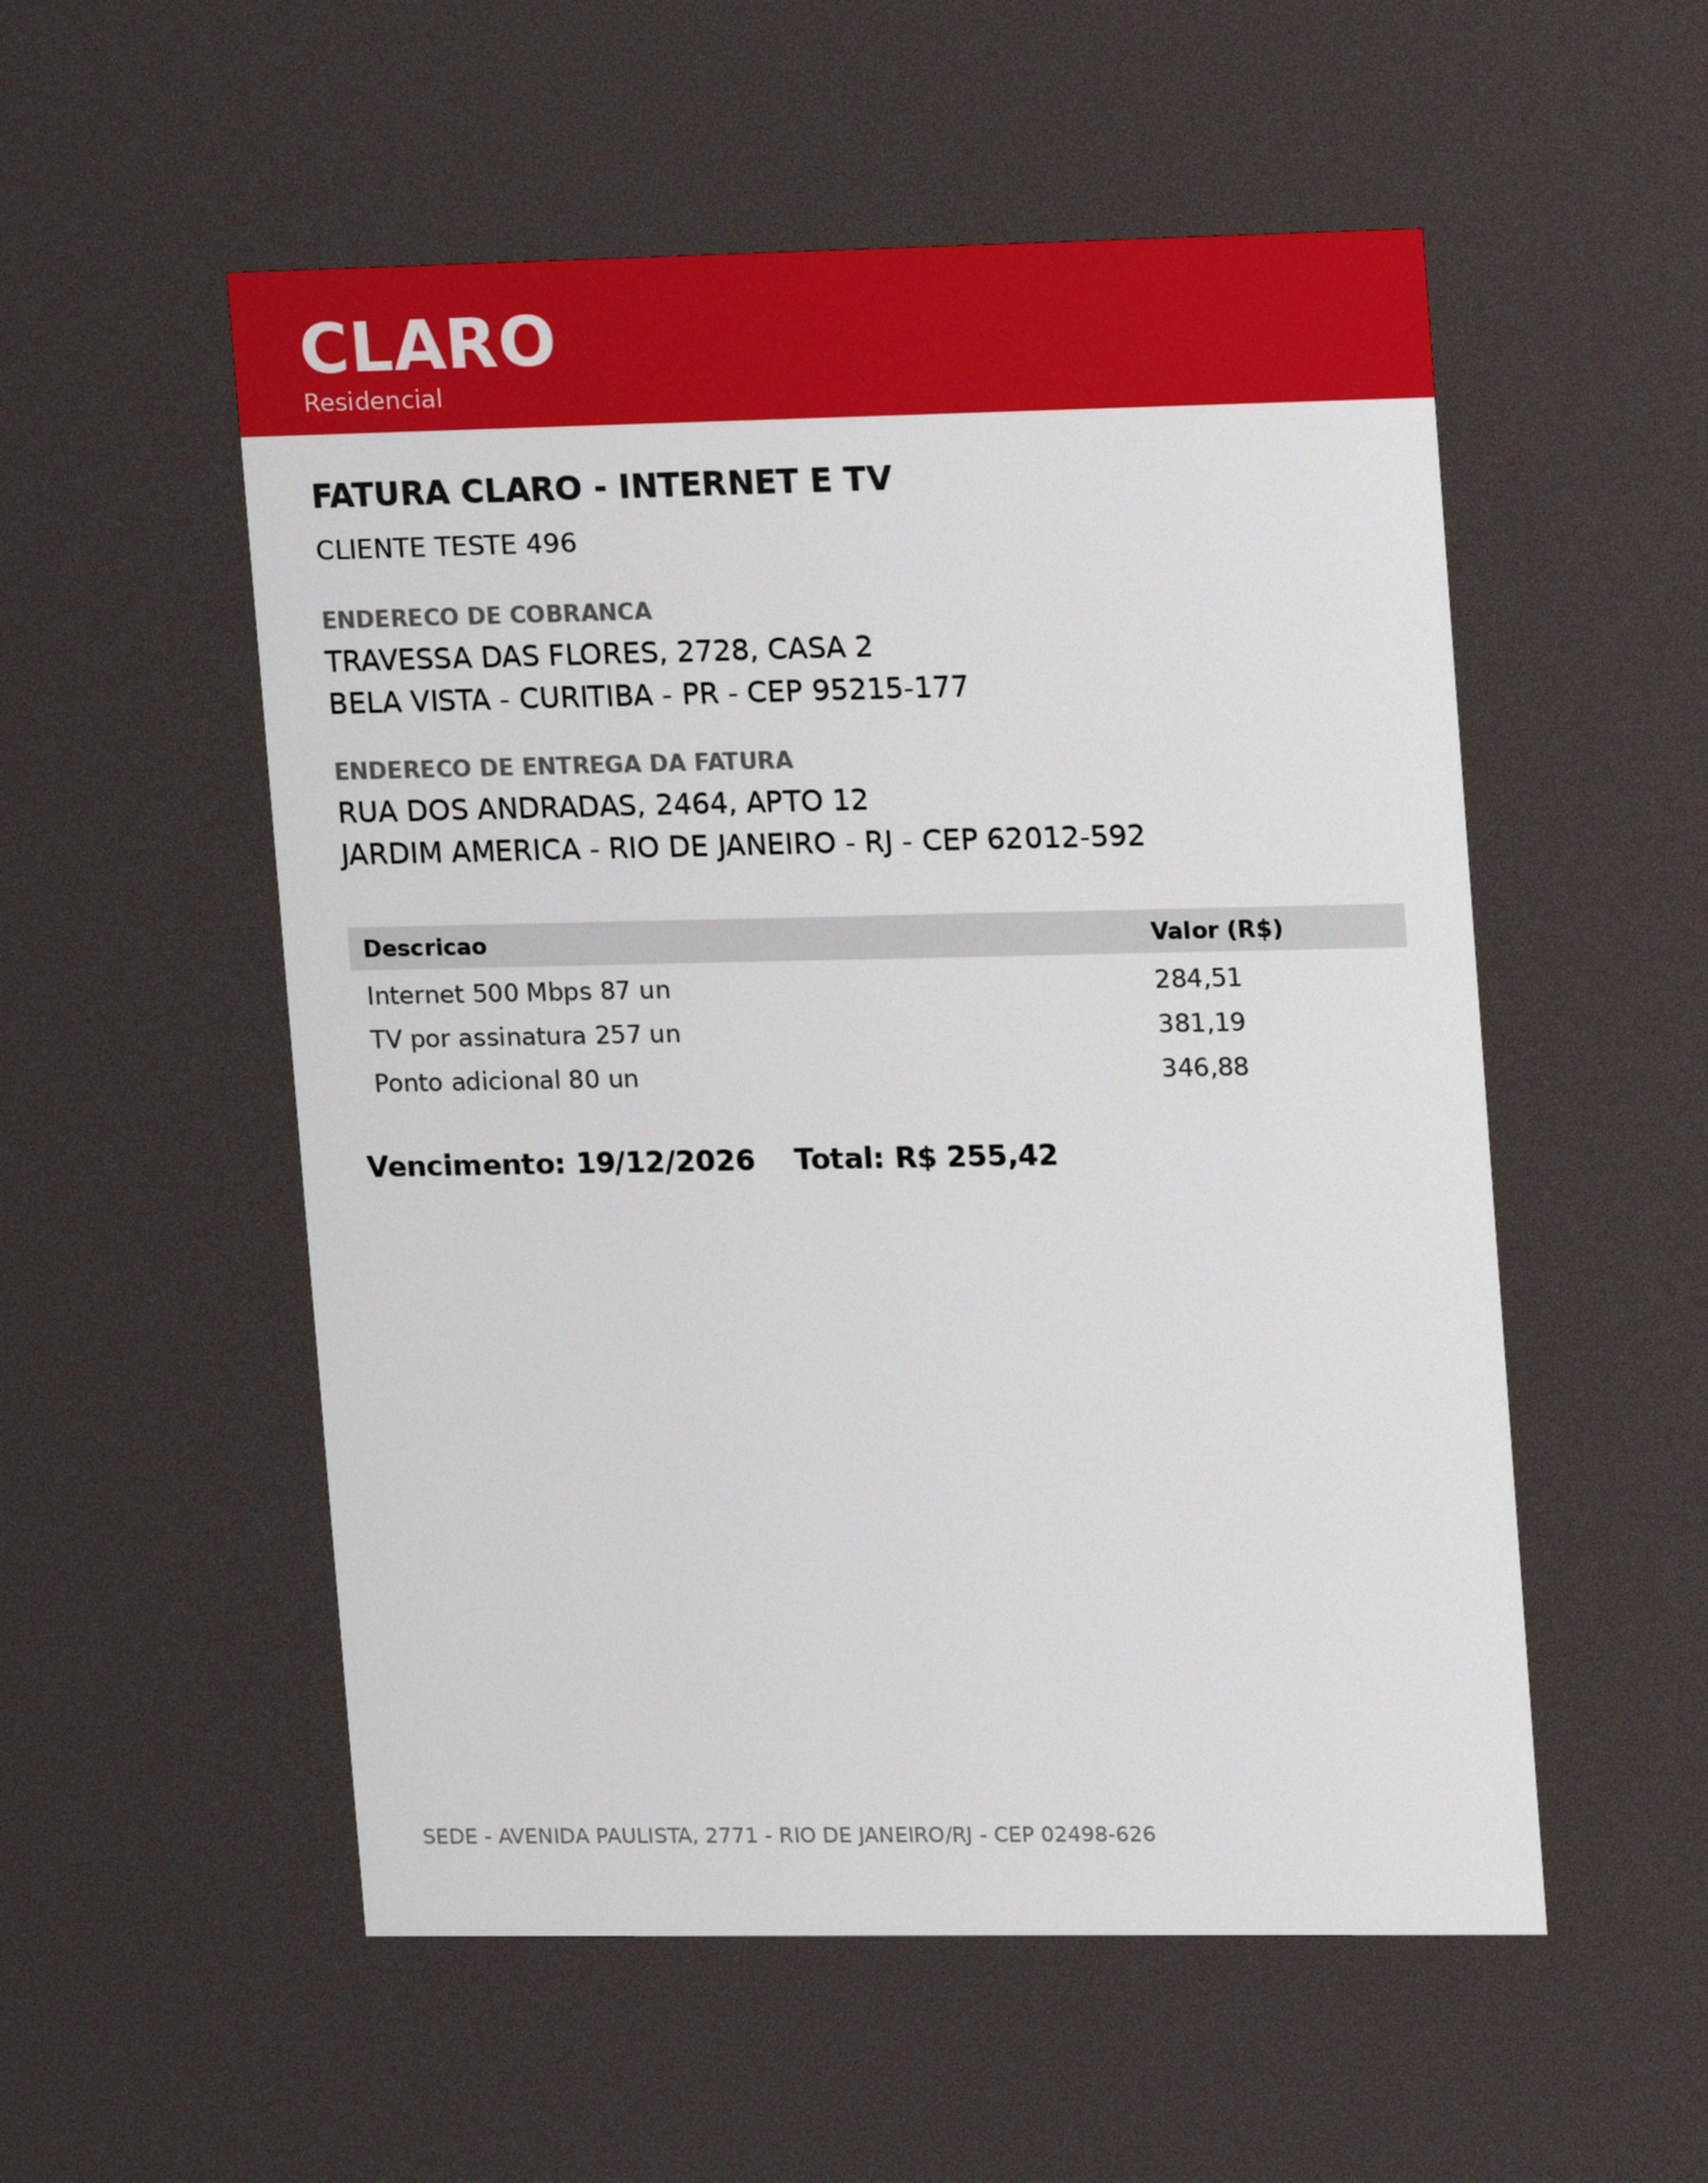 CLARO
Residencial
FATURA CLARO - INTERNET E TV
CLIENTE TESTE 496
ENDERECO DE COBRANCA
TRAVESSA DAS FLORES, 2728, CASA 2
BELA VISTA - CURITIBA - PR - CEP 95215-177
ENDERECO DE ENTREGA DA FATURA
RUA DOS ANDRADAS, 2464, APTO 12
JARDIM AMERICA - RIO DE JANEIRO - RJ - CEP 62012-592
Descricao Valor (R$)
Internet 500 Mbps 87 un 284,51
TV por assinatura 257 un 381,19
Ponto adicional 80 un 346,88
Vencimento: 19/12/2026 Total: R$ 255,42
SEDE - AVENIDA PAULISTA, 2771 - RIO DE JANEIRO/RJ - CEP 02498-626